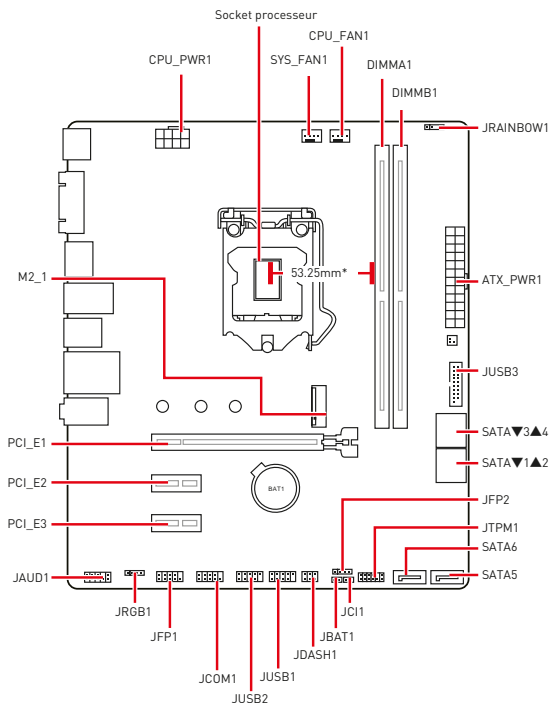 Socket processeur
CPU_FAN1
CPU_PWR1
SYS_FAN1
DIMMA1
DIMMB1
JRAINBOW1
53.25mm*
M2_1
ATX_PWR1
JUSB3
SATA▼3▲4
PCI_E1
SATA▼1▲2
PCI_E2
BAT1
JFP2
PCI_E3
JTPM1
SATA6
JAUD1
SATA5
JRGB1
JCI1
JFP1
JBAT1
JDASH1
JCOM1
JUSB1
JUSB2